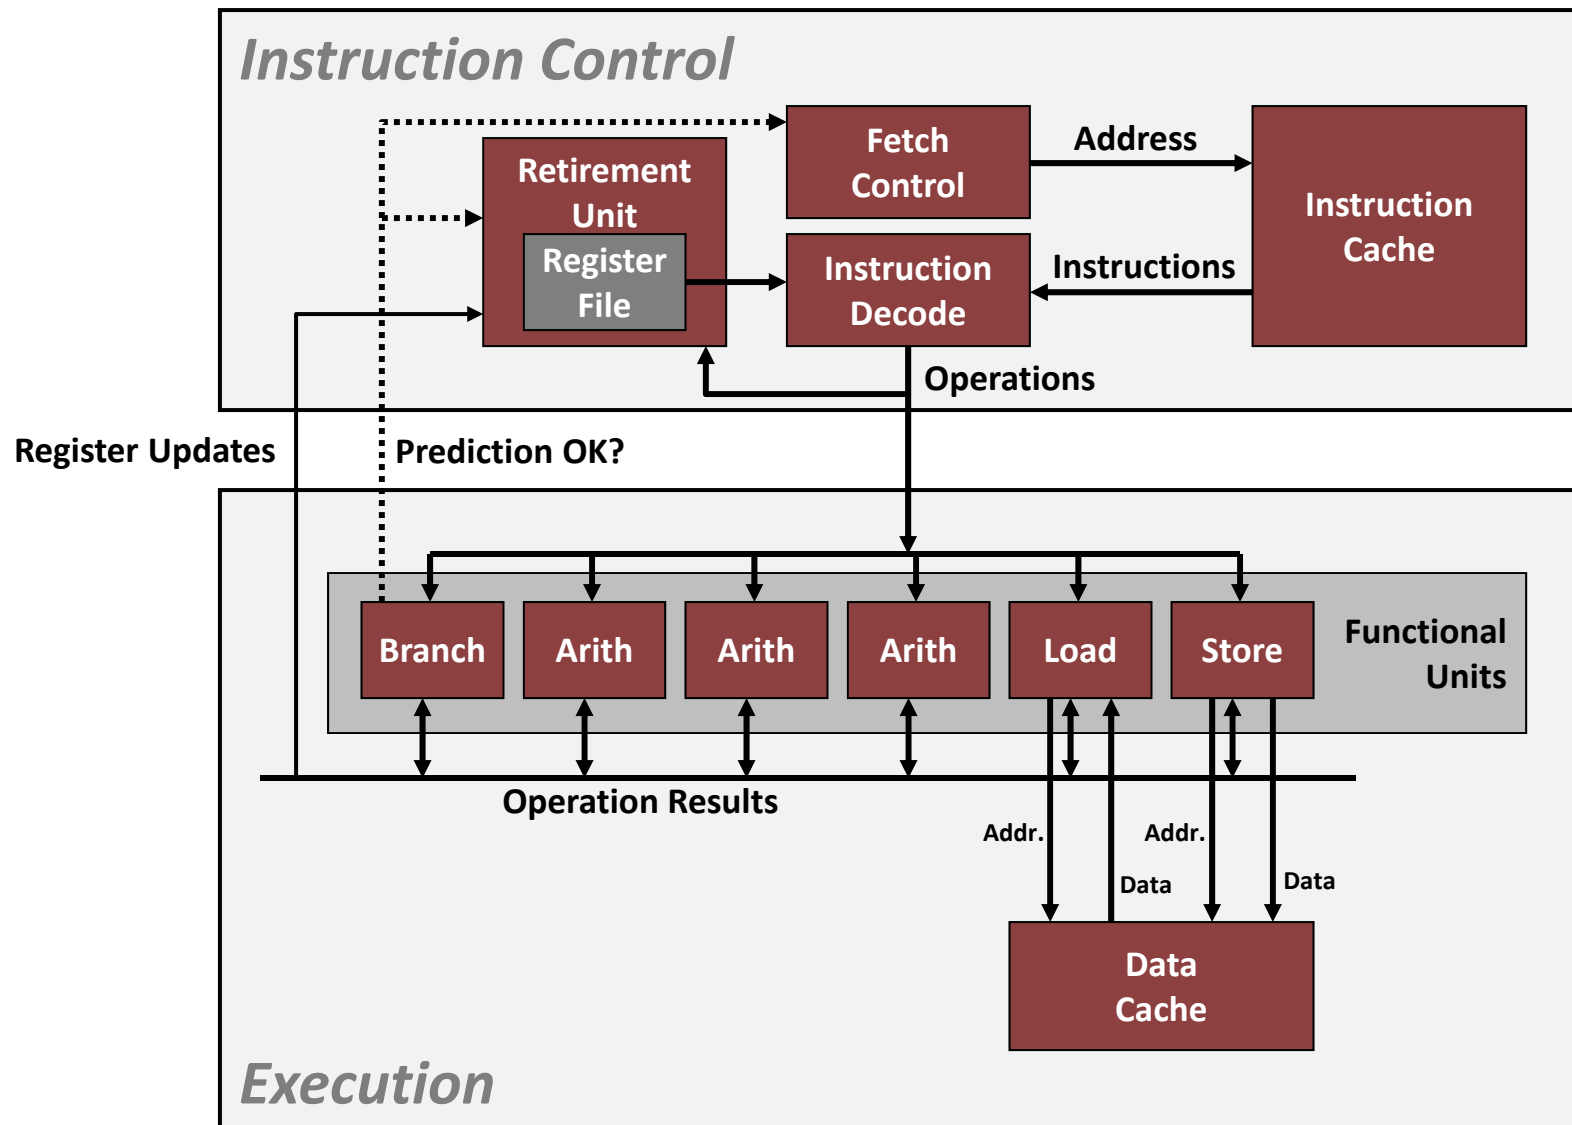 Instruction Control
Fetch
Control
Address
Instruction
Cache
Retirement
Unit
Register
File
Instruction
Decode
Instructions
Operations
Register Updates
Prediction OK?
Branch
Arith
Arith
Arith
Load
Store
Functional
Units
Operation Results
Addr.
Addr.
Data
Data
Data
Cache
Execution